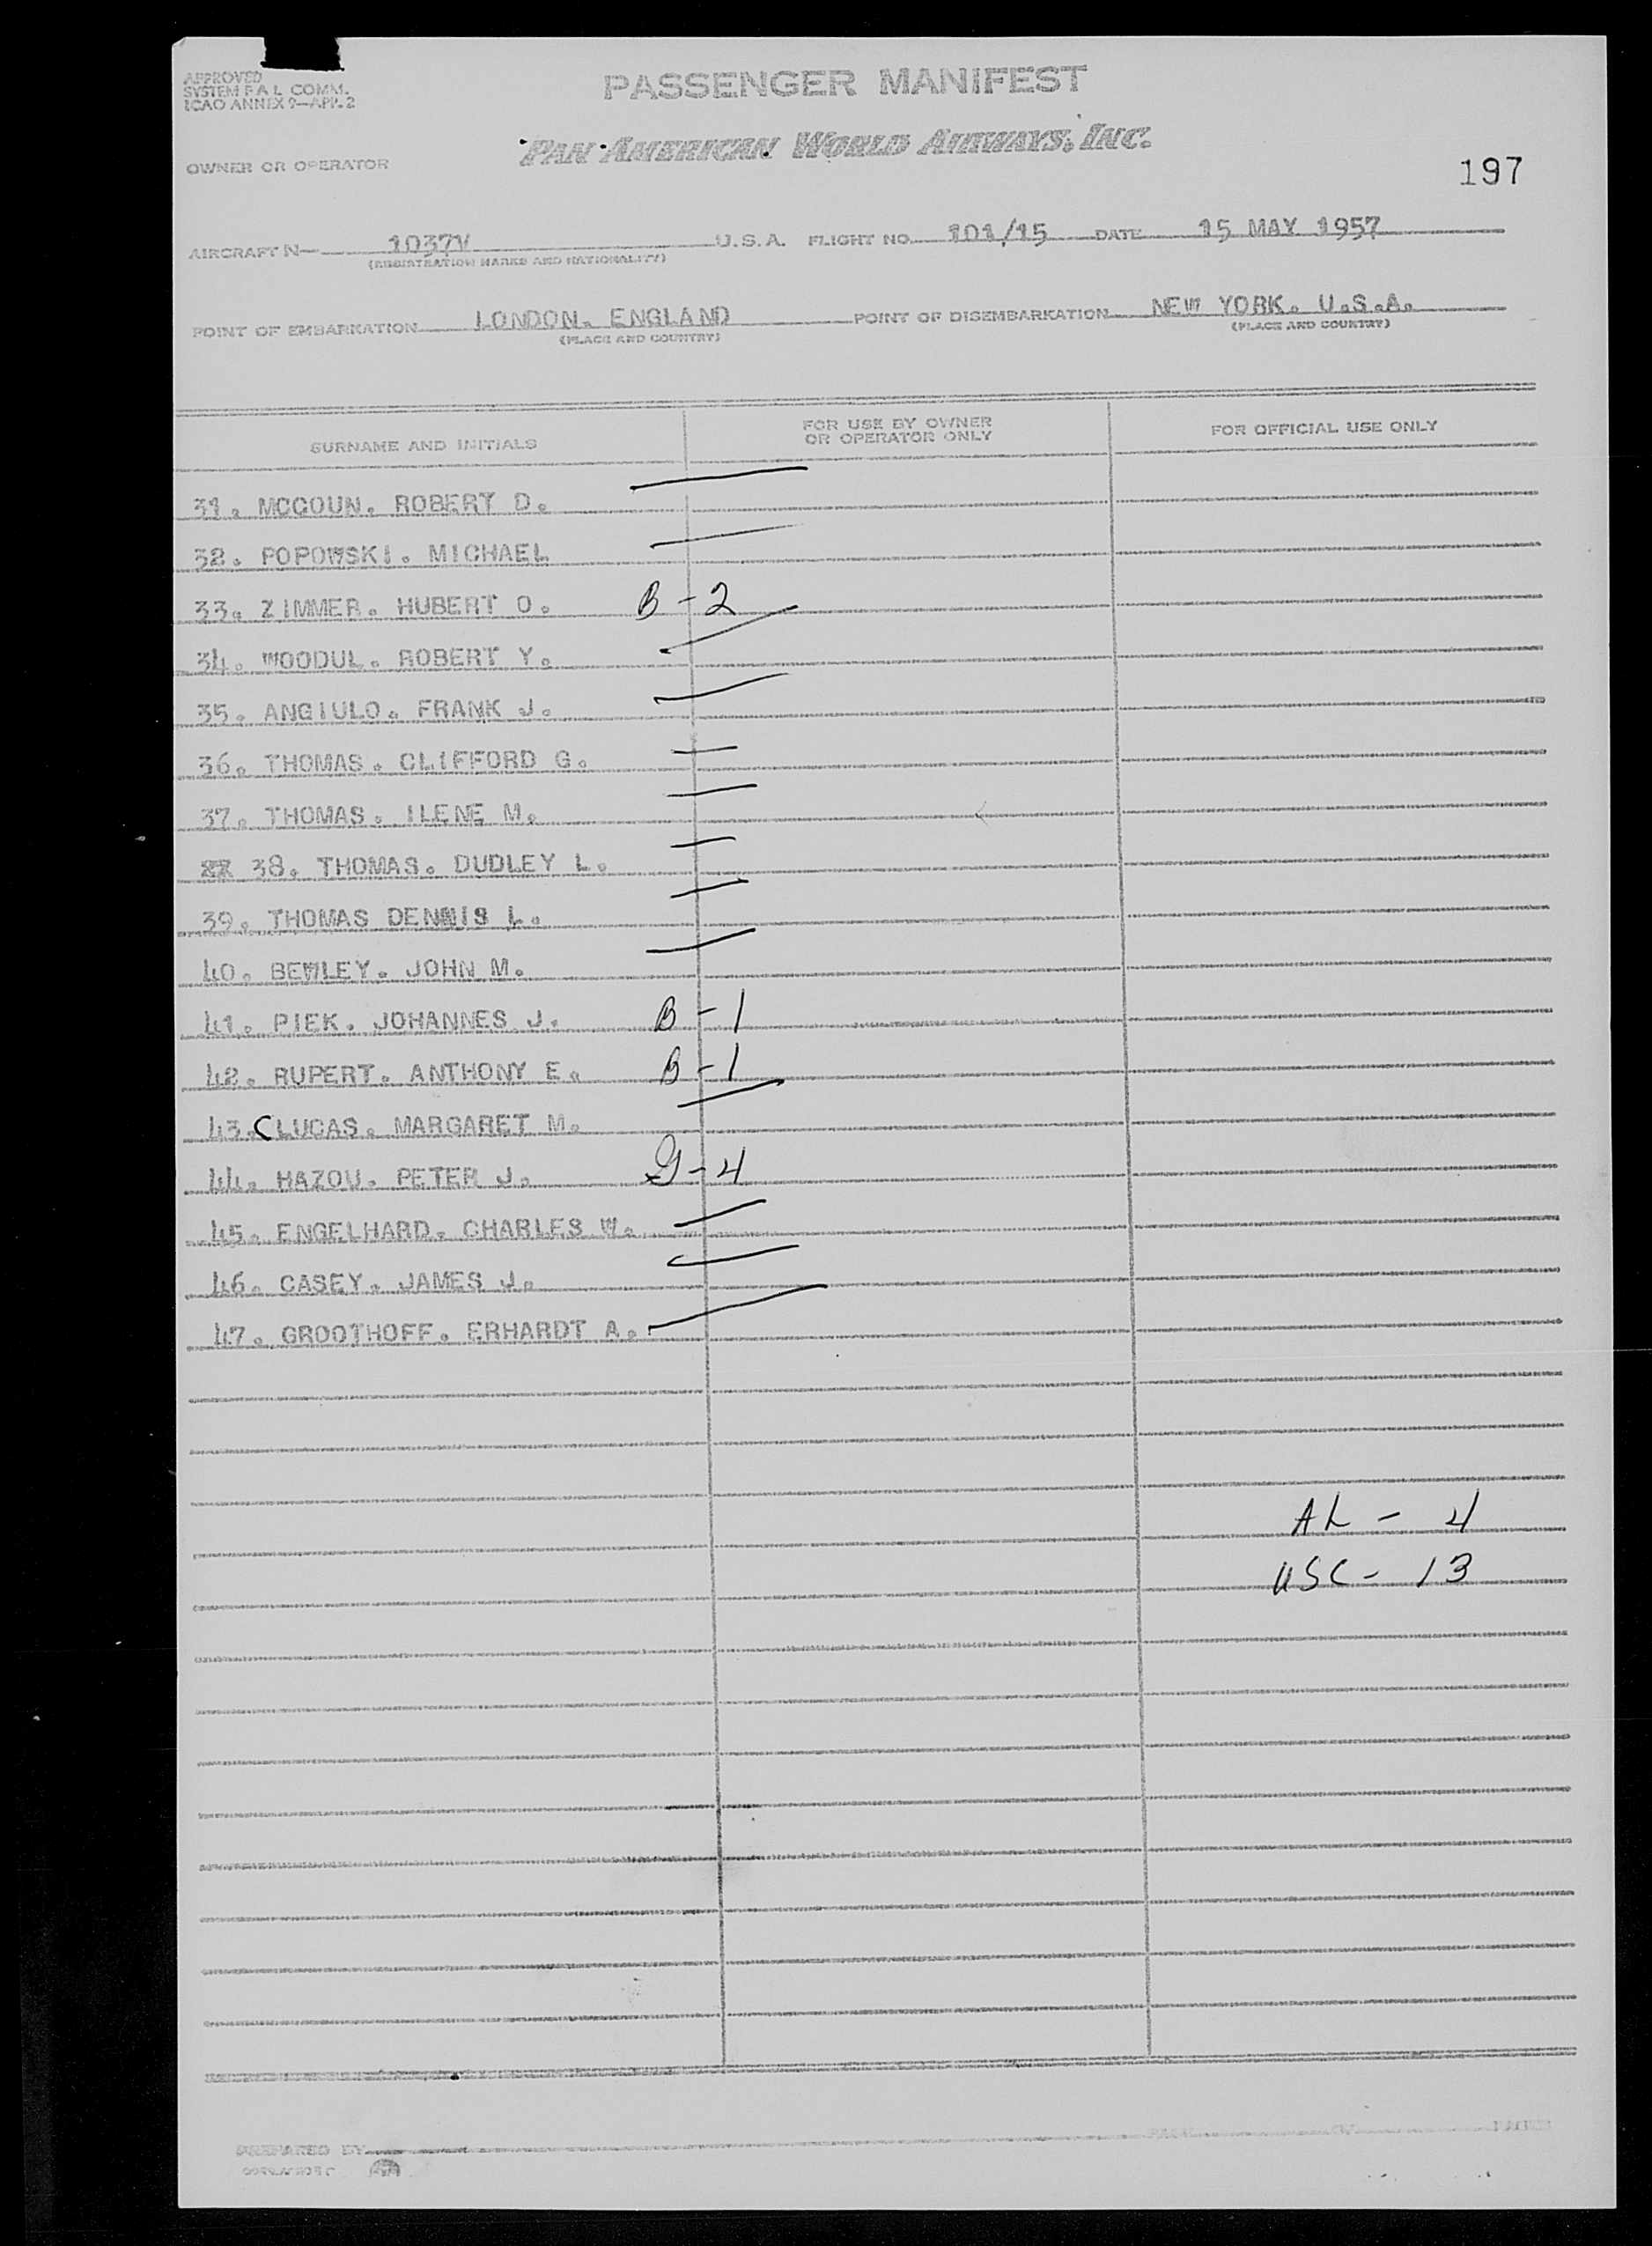 APPROVED
SYSTEM F A L COMM.
ICAO ANNEX 9—APP. 2
PASSENGER MANIFEST
OWNER OR OPERATOR
PAN AMERICAN WORLD AIRWAYS, INC.
197
AIRCRAFT N— 1037V U.S.A. FLIGHT NO. 101/15 DATE 15 MAY 1957
(REGISTRATION MARKS AND NATIONALITY)
POINT OF EMBARKATION LONDON. ENGLAND POINT OF DISEMBARKATION NEW YORK. U.S.A.
(PLACE AND COUNTRY) (PLACE AND COUNTRY)
SURNAME AND INITIALS FOR USE BY OWNER OR OPERATOR ONLY FOR OFFICIAL USE ONLY
31. MCGOUN. ROBERT D.
32. POPOWSKI. MICHAEL
33. ZIMMER. HUBERT O. B - 2
34. WOODUL. ROBERT Y.
35. ANGIULO. FRANK J.
36. THOMAS. CLIFFORD G.
37. THOMAS. ILENE M.
38. THOMAS. DUDLEY L.
39. THOMAS DENNIS L.
40. BEWLEY. JOHN M.
41. PIEK. JOHANNES J. B - 1
42. RUPERT. ANTHONY E. B - 1
43. CLUCAS. MARGARET M.
44. HAZOU. PETER J. G - 4
45. ENGELHARD. CHARLES W.
46. CASEY. JAMES J.
47. GROOTHOFF. ERHARDT A.
AL - 4
USC - 13
PREPARED BY